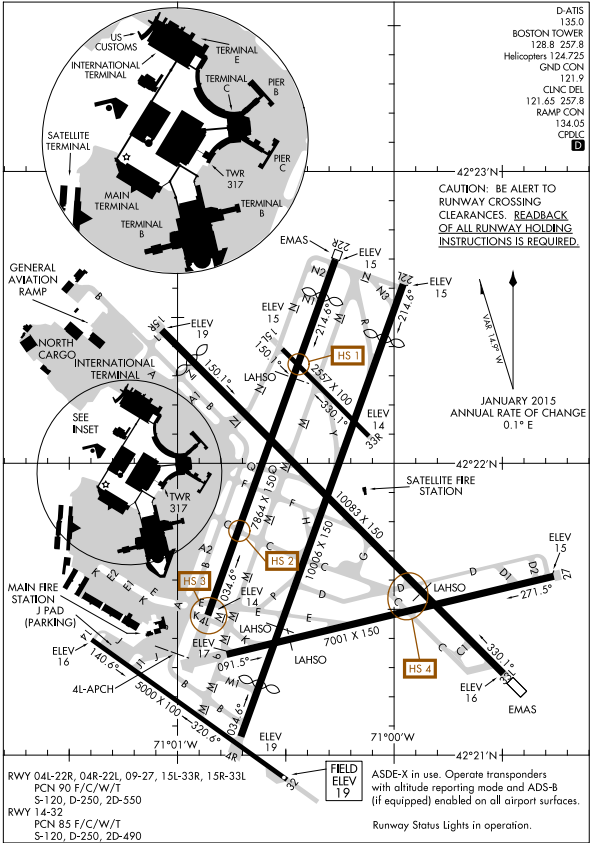 D-ATIS
135.0
BOSTON TOWER
128.8 257.8
Helicopters 124.725
GND CON
121.9
CLNC DEL
121.65 257.8
RAMP CON
134.05
CPDLC
D
US
CUSTOMS
TERMINAL
E
INTERNATIONAL
TERMINAL
TERMINAL
C
PIER
B
SATELLITE
TERMINAL
PIER
C
TWR
317
MAIN
TERMINAL
TERMINAL
B
TERMINAL
B
42°23'N
CAUTION: BE ALERT TO
RUNWAY CROSSING
CLEARANCES. READBACK
OF ALL RUNWAY HOLDING
INSTRUCTIONS IS REQUIRED.
EMAS
22R
ELEV
15
N2
N
22L
ELEV
15
N3
214.6°
214.6°
GENERAL
AVIATION
RAMP
B
15R
ELEV
19
ELEV
15
N
M
R
15L
150.1°
HS 1
VAR 14.9° W
NORTH
CARGO
INTERNATIONAL
TERMINAL
A
150.1°
LAHSO
2557 X 100
330.1°
ELEV
14
33R
JANUARY 2015
ANNUAL RATE OF CHANGE
0.1° E
N
A1
B
N
M
Y
SEE
INSET
42°22'N
Q
F
M
F
H
SATELLITE FIRE
STATION
TWR
317
7864 X 150
10083 X 150
10006 X 150
C
M
C
G
HS 2
A2
B
HS 3
034.6°
C
P
D
D
D1
D2
ELEV
15
27
271.5°
K
E2
E1
K
E
A
E
K
4L
M
ELEV
14
E
D
C
LAHSO
MAIN FIRE
STATION
J PAD
(PARKING)
LAHSO
ELEV
17
LAHSO
7001 X 150
091.5°
9
HS 4
C
C1
330.1°
ELEV
16
14
J
J1
J
140.6°
4L-APCH
5000 X 100
320.6°
B
M
M1
B
034.6°
ELEV
16
33L
EMAS
4R
ELEV
19
32
71°01'W
71°00'W
42°21'N
FIELD
ELEV
19
RWY 04L-22R, 04R-22L, 09-27, 15L-33R, 15R-33L
PCN 90 F/C/W/T
S-120, D-250, 2D-550
RWY 14-32
PCN 85 F/C/W/T
S-120, D-250, 2D-490
ASDE-X in use. Operate transponders
with altitude reporting mode and ADS-B
(if equipped) enabled on all airport surfaces.
Runway Status Lights in operation.